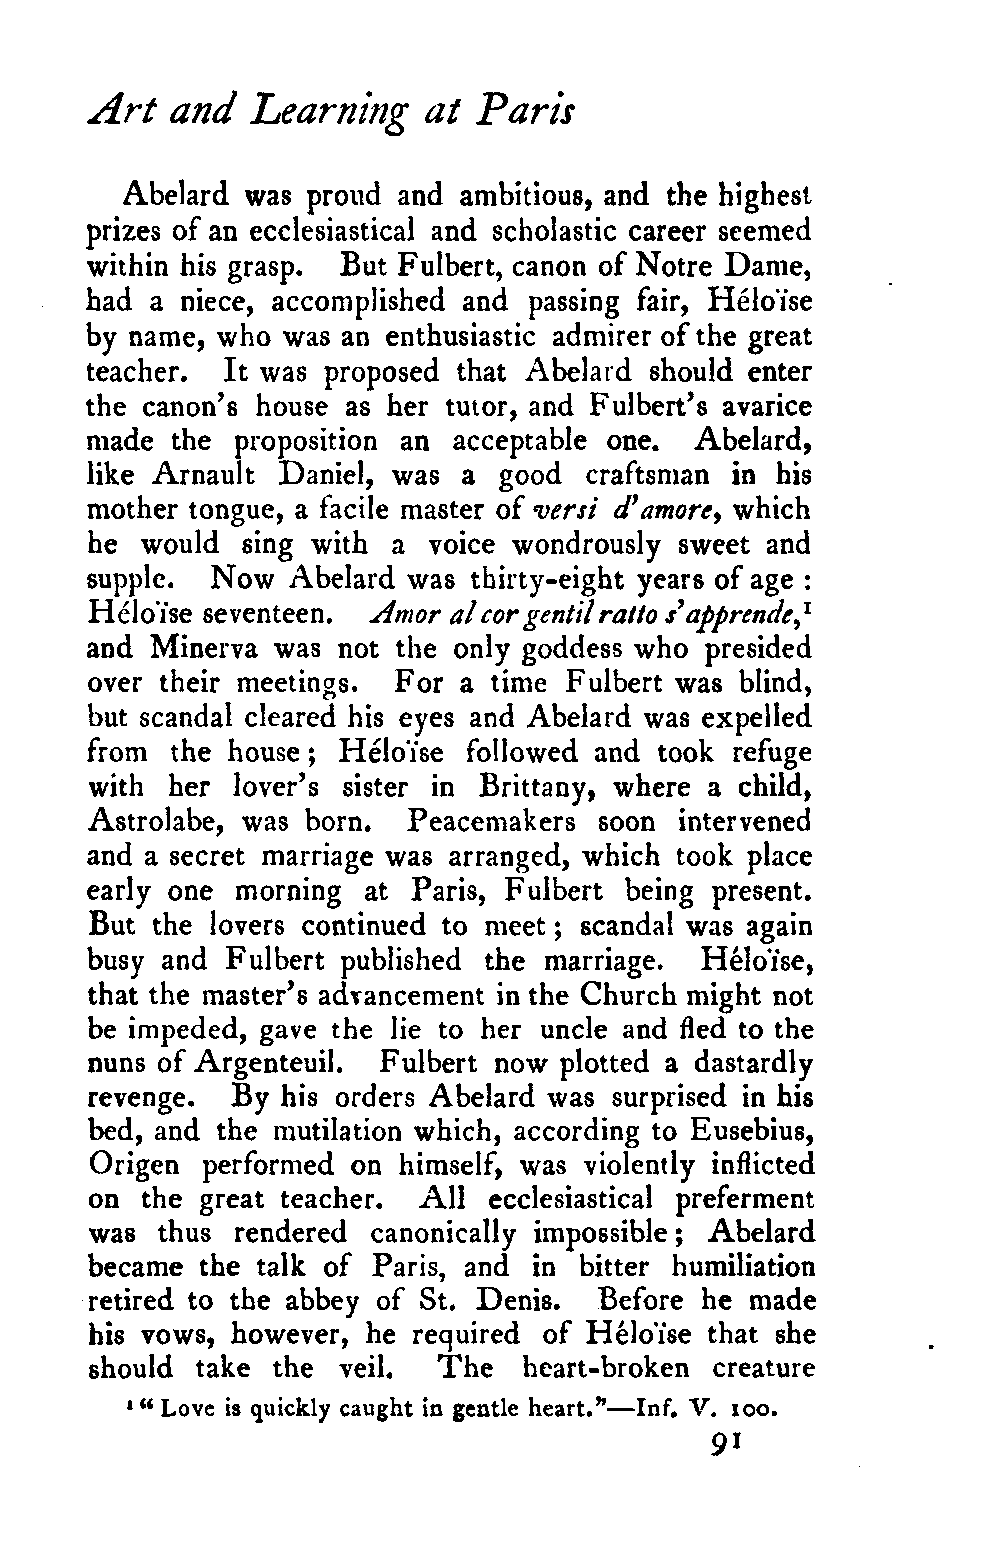 Art and Learning at Paris
Abelard was proud and ambitious, and the highest
prizes of an ecclesiastical and scholastic career seemed
within his grasp. But Fulbert, canon of Notre Dame,
had a niece, accomplished and passing fair, Héloïse
by name, who was an enthusiastic admirer of the great
teacher. It was proposed that Abelard should enter
the canon's house as her tutor, and Fulbert's avarice
made the proposition an acceptable one. Abelard,
like Arnault Daniel, was a good craftsman in his
mother tongue, a facile master of versi d'amore, which
he would sing with a voice wondrously sweet and
supple. Now Abelard was thirty-eight years of age :
Héloïse seventeen. Amor al cor gentil ratto s'apprende,¹
and Minerva was not the only goddess who presided
over their meetings. For a time Fulbert was blind,
but scandal cleared his eyes and Abelard was expelled
from the house ; Héloïse followed and took refuge
with her lover's sister in Brittany, where a child,
Astrolabe, was born. Peacemakers soon intervened
and a secret marriage was arranged, which took place
early one morning at Paris, Fulbert being present.
But the lovers continued to meet ; scandal was again
busy and Fulbert published the marriage. Héloïse,
that the master's advancement in the Church might not
be impeded, gave the lie to her uncle and fled to the
nuns of Argenteuil. Fulbert now plotted a dastardly
revenge. By his orders Abelard was surprised in his
bed, and the mutilation which, according to Eusebius,
Origen performed on himself, was violently inflicted
on the great teacher. All ecclesiastical preferment
was thus rendered canonically impossible ; Abelard
became the talk of Paris, and in bitter humiliation
retired to the abbey of St. Denis. Before he made
his vows, however, he required of Héloïse that she
should take the veil. The heart-broken creature
¹ "Love is quickly caught in gentle heart."—Inf. V. 100.
91